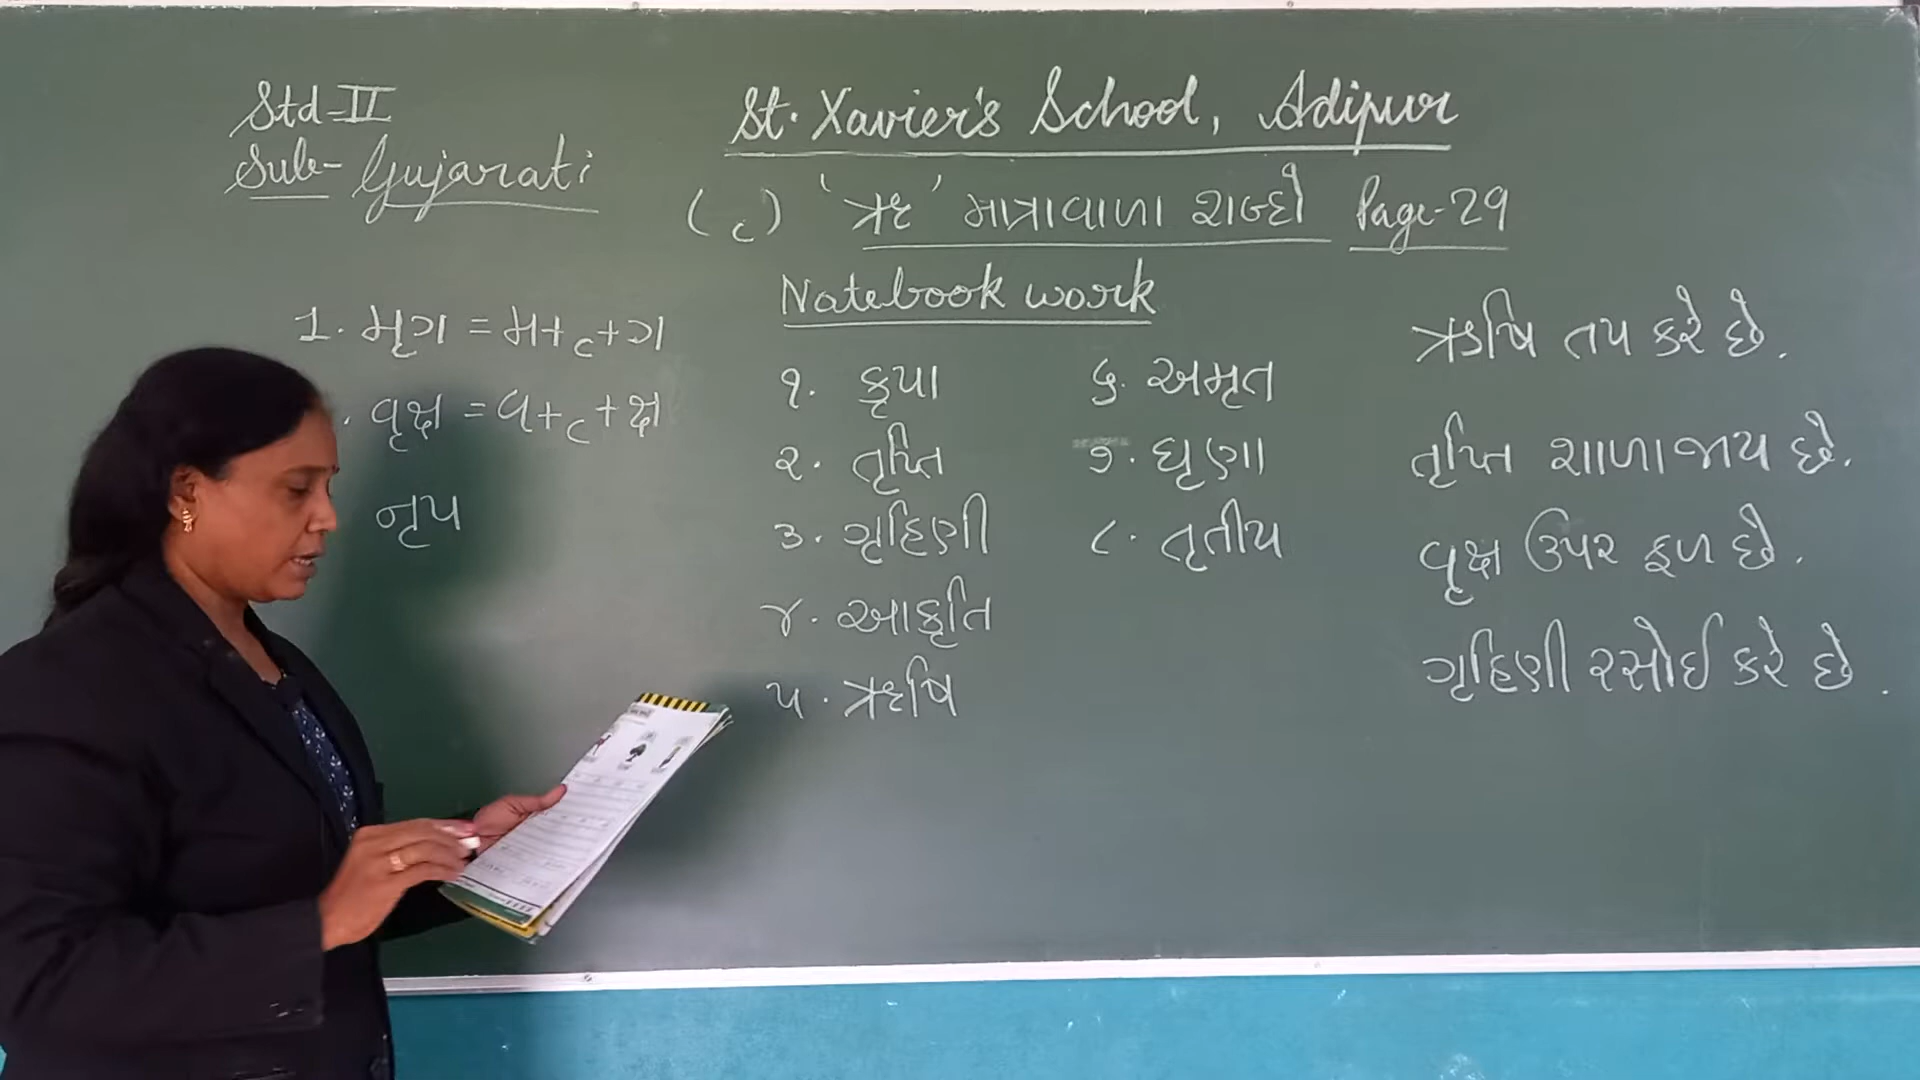 Std-II
Sub-Gujarati
St. Xavier's School, Adipur
(ૃ) 'ઋ' માત્રાવાળા શબ્દો Page-29
Notebook work
1. મૃગ = મ+ૃ+ગ
. વૃક્ષ = વ+ૃ+ક્ષ
નૃપ
૧. કૃપા
૨. તૃપ્તિ
૩. ગૃહિણી
૪. આકૃતિ
૫. ઋષિ
૬. અમૃત
૭. ઘૃણા
૮. તૃતીય
ઋષિ તપ કરે છે.
તૃપ્તિ શાળા જાય છે.
વૃક્ષ ઉપર ફળ છે.
ગૃહિણી રસોઈ કરે છે.